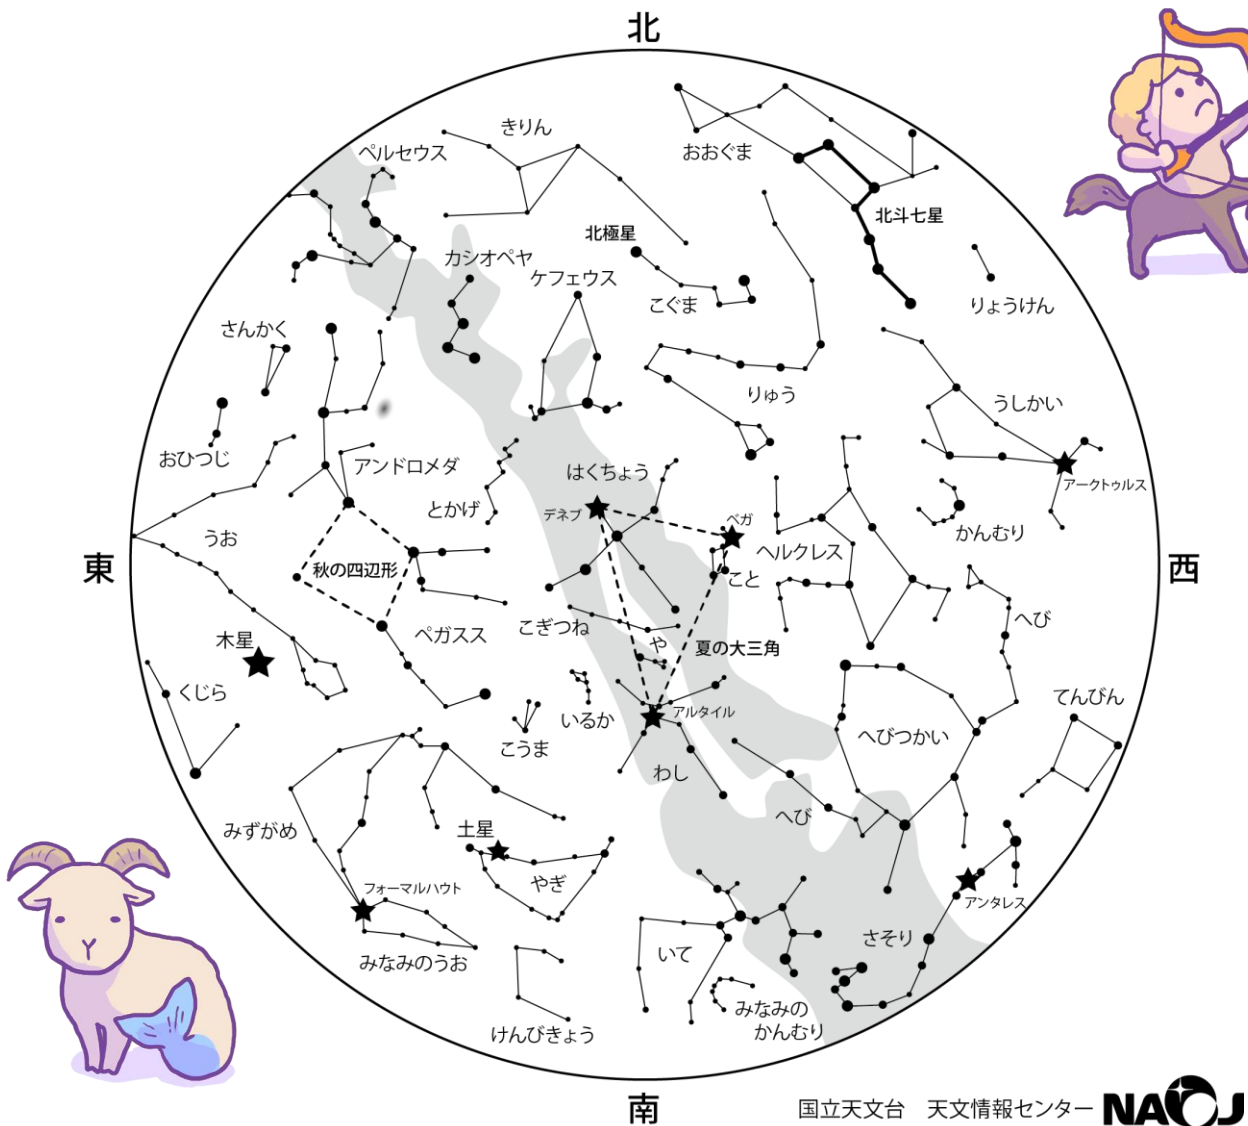 北
きりん
おおぐま
ペルセウス
北斗七星
北極星
カシオペヤ
ケフェウス
こぐま
りょうけん
さんかく
りゅう
うしかい
おひつじ
アンドロメダ
はくちょう
アークトゥルス
とかげ
デネブ
ベガ
かんむり
うお
ヘルクレス
東
秋の四辺形
こと
西
こぎつね
ペガスス
へび
木星
や
夏の大三角
くじら
てんびん
いるか
アルタイル
こうま
へびつかい
わし
みずがめ
土星
へび
やぎ
フォーマルハウト
アンタレス
さそり
みなみのうお
いて
みなみの
かんむり
けんびきょう
南
国立天文台 天文情報センター NAOJ